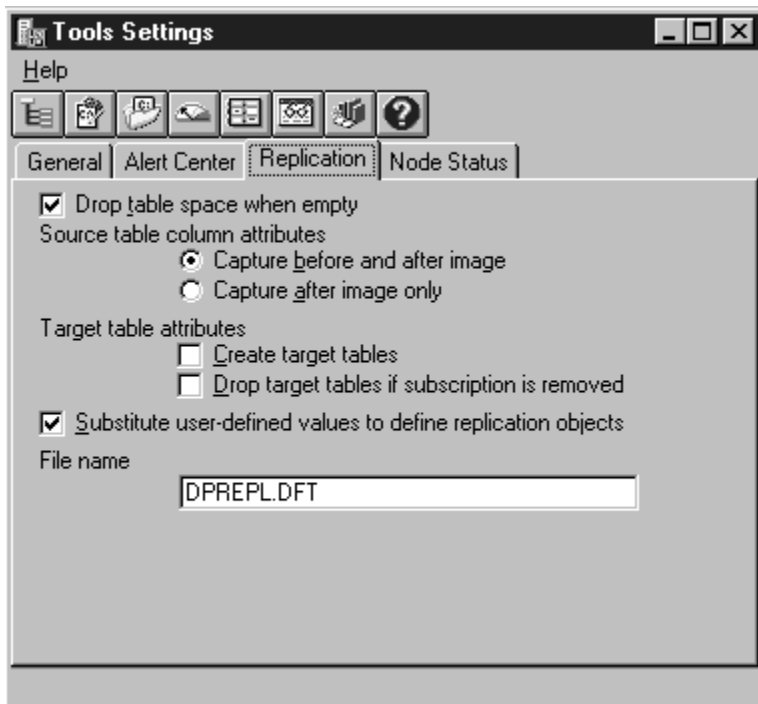 Tools Settings
Help
General Alert Center Replication Node Status
Drop table space when empty
Source table column attributes
Capture before and after image
Capture after image only
Target table attributes
Create target tables
Drop target tables if subscription is removed
Substitute user-defined values to define replication objects
File name
DPREPL.DFT